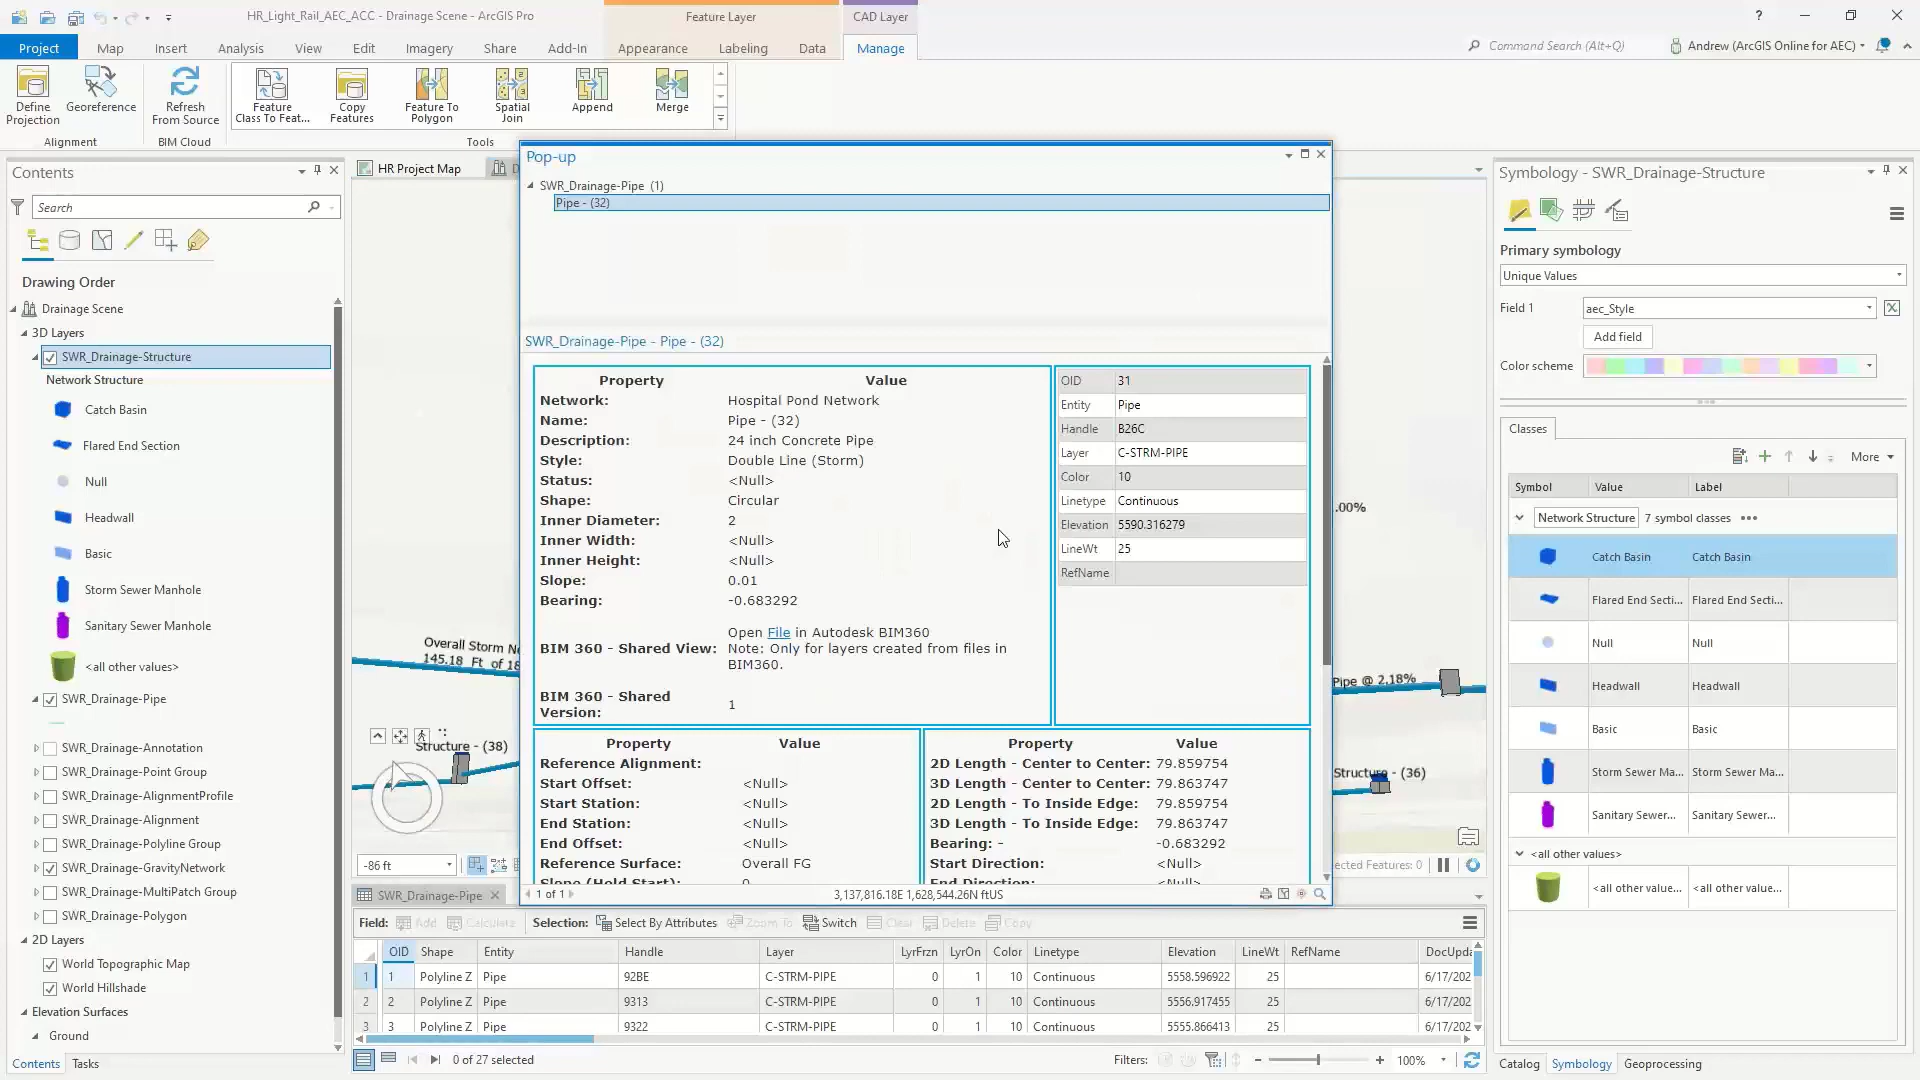 HR_Light_Rail_AEC_ACC - Drainage Scene - ArcGIS Pro
Feature Layer
CAD Layer
?
Project
Map
Insert
Analysis
View
Edit
Imagery
Share
Add-In
Appearance
Labeling
Data
Manage
Command Search (Alt+Q)
Andrew (ArcGIS Online for AEC)
Define Projection
Georeference
Refresh From Source
Feature Class To Feat...
Copy Features
Feature To Polygon
Spatial Join
Append
Merge
Alignment
BIM Cloud
Tools
Contents
Search
Drawing Order
Drainage Scene
3D Layers
SWR_Drainage-Structure
Network Structure
Catch Basin
Flared End Section
Null
Headwall
Basic
Storm Sewer Manhole
Sanitary Sewer Manhole
<all other values>
SWR_Drainage-Pipe
SWR_Drainage-Annotation
SWR_Drainage-Point Group
SWR_Drainage-AlignmentProfile
SWR_Drainage-Alignment
SWR_Drainage-Polyline Group
SWR_Drainage-GravityNetwork
SWR_Drainage-MultiPatch Group
SWR_Drainage-Polygon
2D Layers
World Topographic Map
World Hillshade
Elevation Surfaces
Ground
Contents
Tasks
HR Project Map
Overall Storm N
145.18 Ft of 18
Structure - (38)
-86 ft
.00%
Pipe @ 2.18%
Structure - (36)
ected Features: 0
Pop-up
SWR_Drainage-Pipe (1)
Pipe - (32)
SWR_Drainage-Pipe - Pipe - (32)
Property Value
Network: Hospital Pond Network
Name: Pipe - (32)
Description: 24 inch Concrete Pipe
Style: Double Line (Storm)
Status: <Null>
Shape: Circular
Inner Diameter: 2
Inner Width: <Null>
Inner Height: <Null>
Slope: 0.01
Bearing: -0.683292
BIM 360 - Shared View: Open File in Autodesk BIM360
Note: Only for layers created from files in
BIM360.
BIM 360 - Shared
Version: 1
OID 31
Entity Pipe
Handle B26C
Layer C-STRM-PIPE
Color 10
Linetype Continuous
Elevation 5590.316279
LineWt 25
RefName
Property Value
Reference Alignment:
Start Offset: <Null>
Start Station: <Null>
End Station: <Null>
End Offset: <Null>
Reference Surface: Overall FG
Slope (Hold Start): 0
Property Value
2D Length - Center to Center: 79.859754
3D Length - Center to Center: 79.863747
2D Length - To Inside Edge: 79.859754
3D Length - To Inside Edge: 79.863747
Bearing: - -0.683292
Start Direction: <Null>
End Direction: <Null>
1 of 1
3,137,816.18E 1,628,544.26N ftUS
SWR_Drainage-Pipe
Field: Add Calculate Selection: Select By Attributes Zoom To Switch Clear Delete Copy
OID Shape Entity Handle Layer LyrFrzn LyrOn Color Linetype Elevation LineWt RefName DocUpda
1 1 Polyline Z Pipe 92BE C-STRM-PIPE 0 1 10 Continuous 5558.596922 25 6/17/202
2 2 Polyline Z Pipe 9313 C-STRM-PIPE 0 1 10 Continuous 5556.917455 25 6/17/202
3 3 Polyline Z Pipe 9322 C-STRM-PIPE 0 1 10 Continuous 5555.866413 25 6/17/202
0 of 27 selected
Filters:
100%
Symbology - SWR_Drainage-Structure
Primary symbology
Unique Values
Field 1 aec_Style
Add field
Color scheme
Classes
More
Symbol Value Label
Network Structure 7 symbol classes
Catch Basin Catch Basin
Flared End Secti... Flared End Secti...
Null Null
Headwall Headwall
Basic Basic
Storm Sewer Ma... Storm Sewer Ma...
Sanitary Sewer... Sanitary Sewer...
<all other values>
<all other value... <all other value...
Catalog
Symbology
Geoprocessing